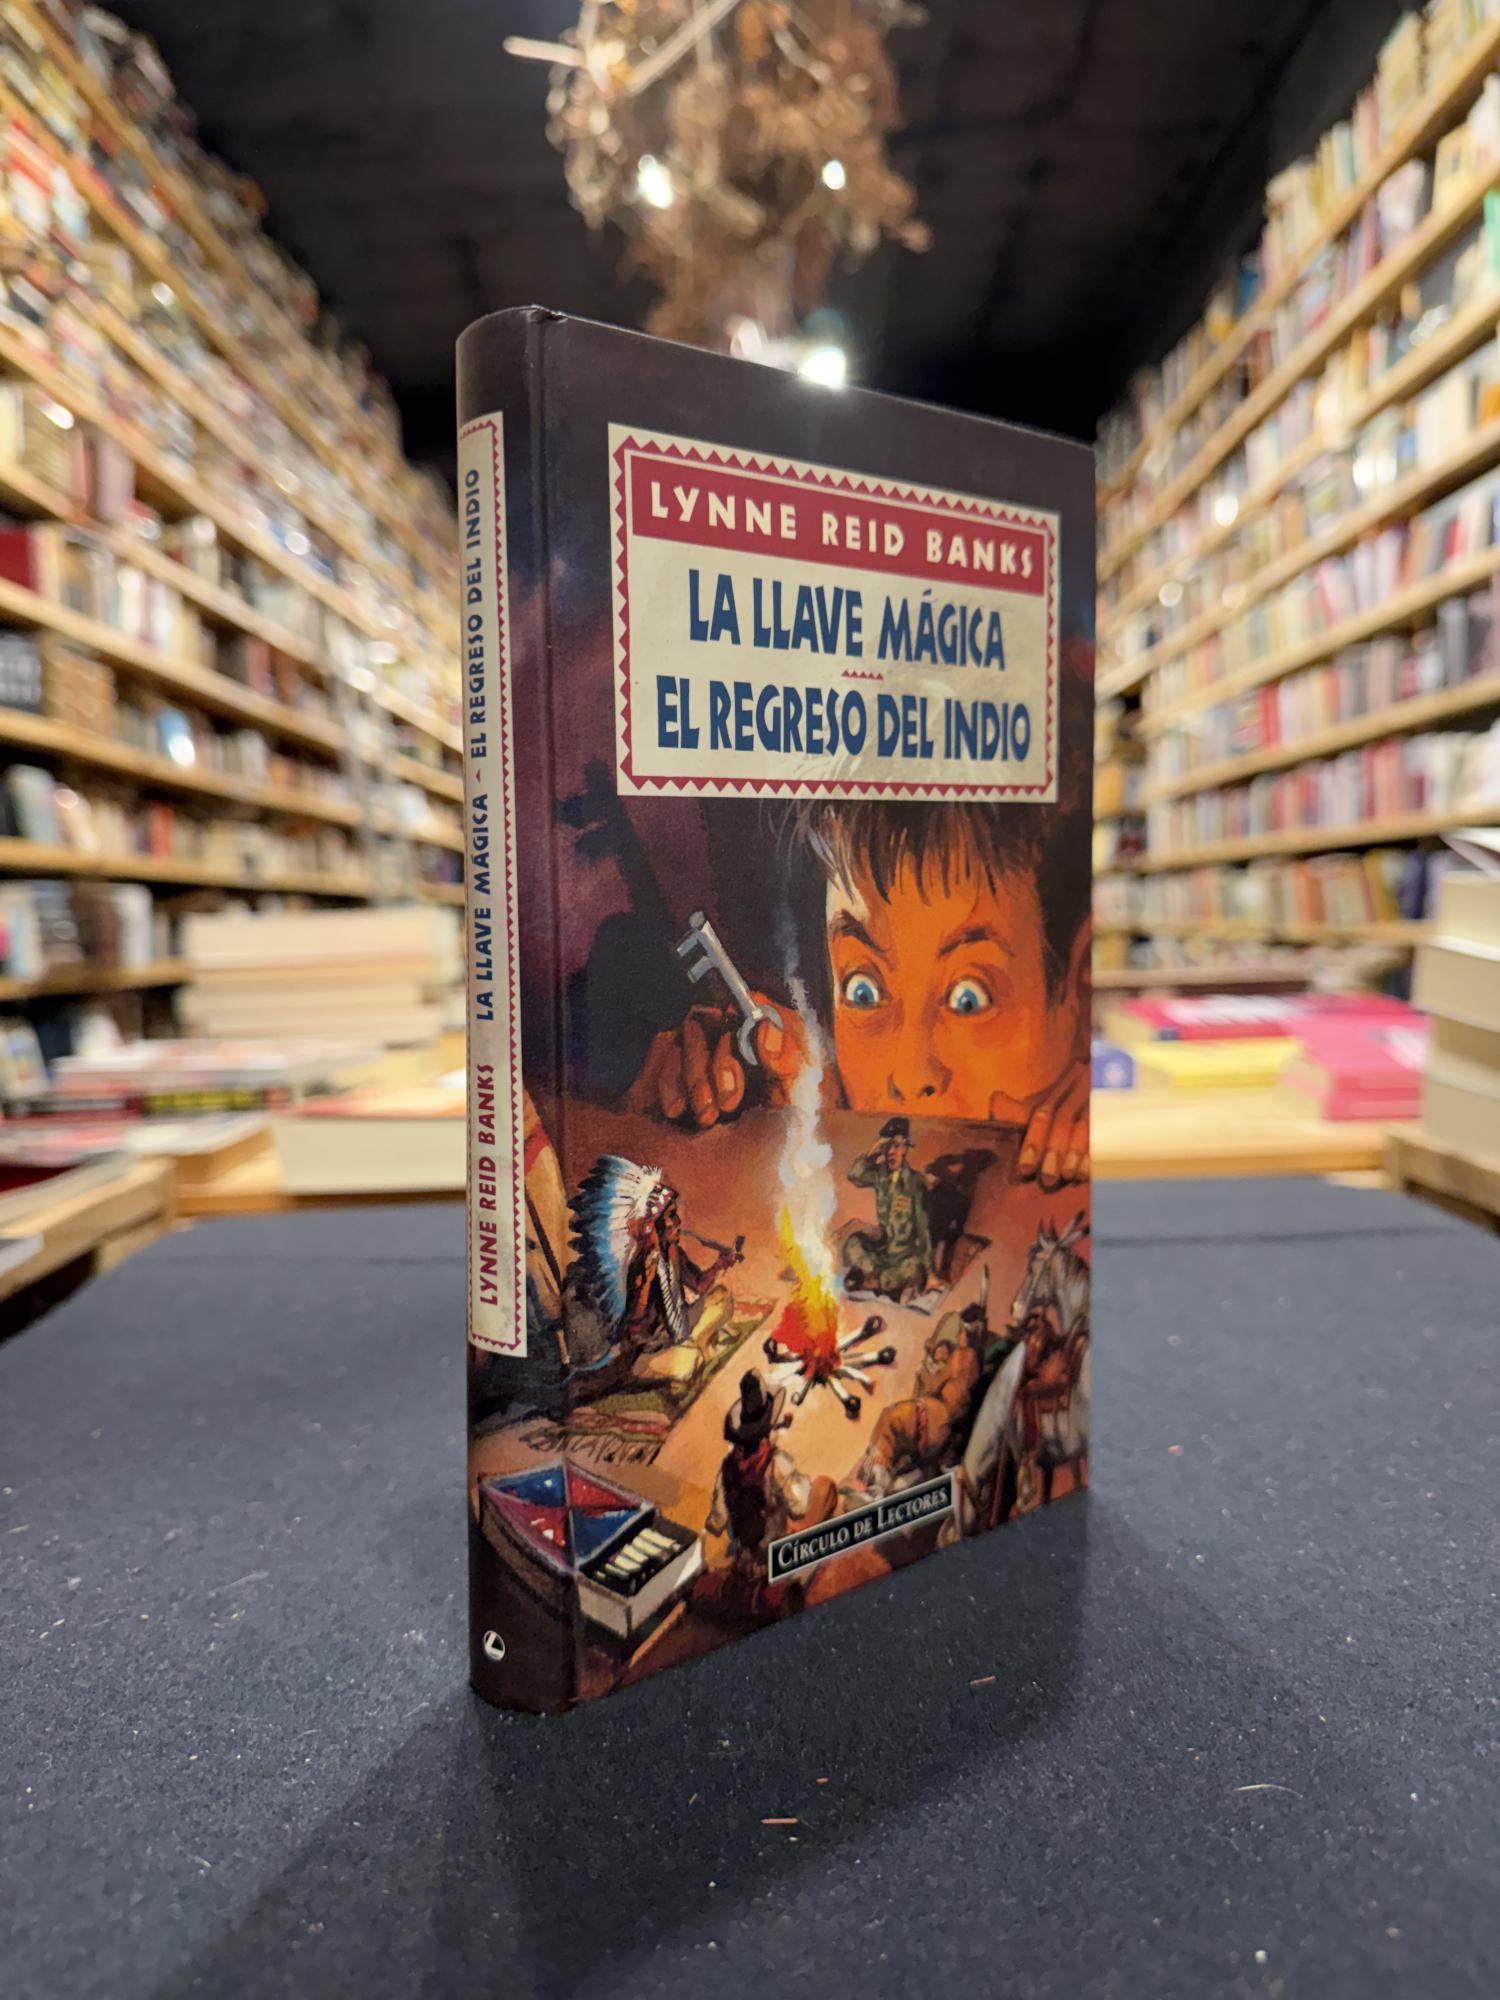 LYNNE REID BANKS
LA LLAVE MÁGICA
EL REGRESO DEL INDIO
CÍRCULO DE LECTORES
LYNNE REID BANKS LA LLAVE MÁGICA - EL REGRESO DEL INDIO